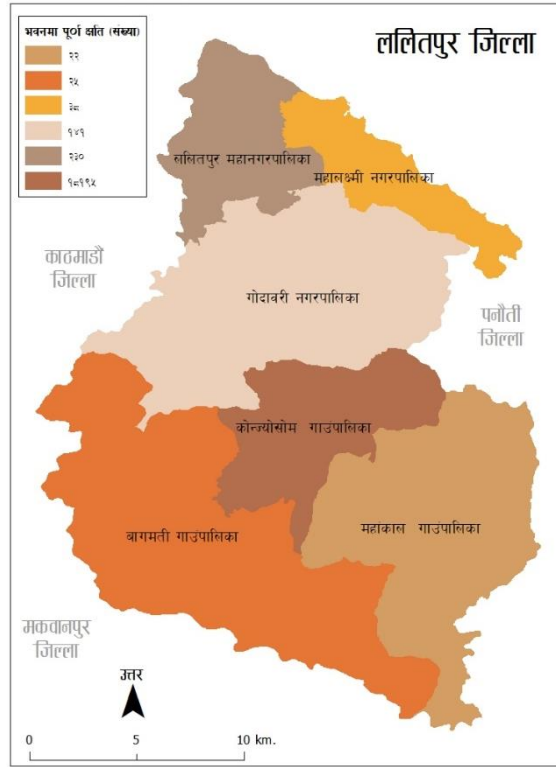 ललितपुर जिल्ला
भवनमा पूर्ण क्षति (संख्या)
२२
२५
३८
१४१
२३०
१८१९५
ललितपुर महानगरपालिका
महालक्ष्मी नगरपालिका
काठमाडौ
जिल्ला
गोदावरी नगरपालिका
पनौती
जिल्ला
कोन्ज्योसोम गाउंपालिका
बागमती गाउंपालिका
महांकाल गाउंपालिका
मकवानपुर
जिल्ला
उत्तर
0 5 10 km.